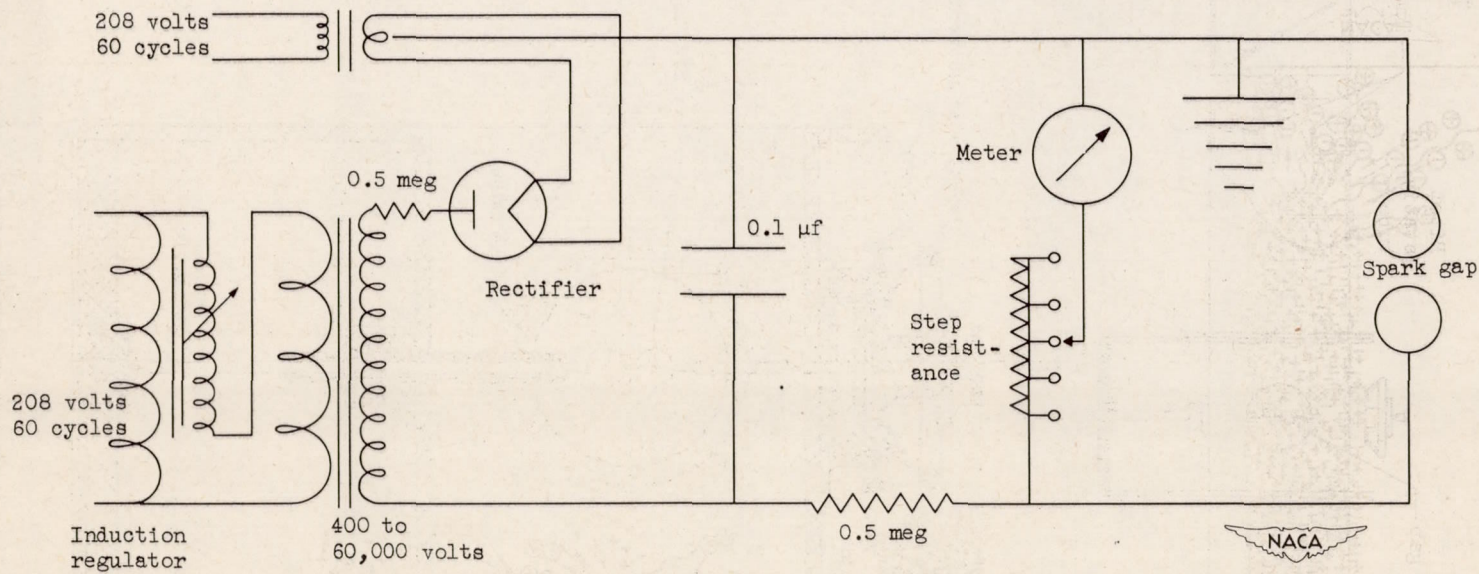 208 volts
60 cycles
0.5 meg
Rectifier
0.1 µf
Meter
Step
resist-
ance
Spark gap
208 volts
60 cycles
Induction
regulator
400 to
60,000 volts
0.5 meg
NACA